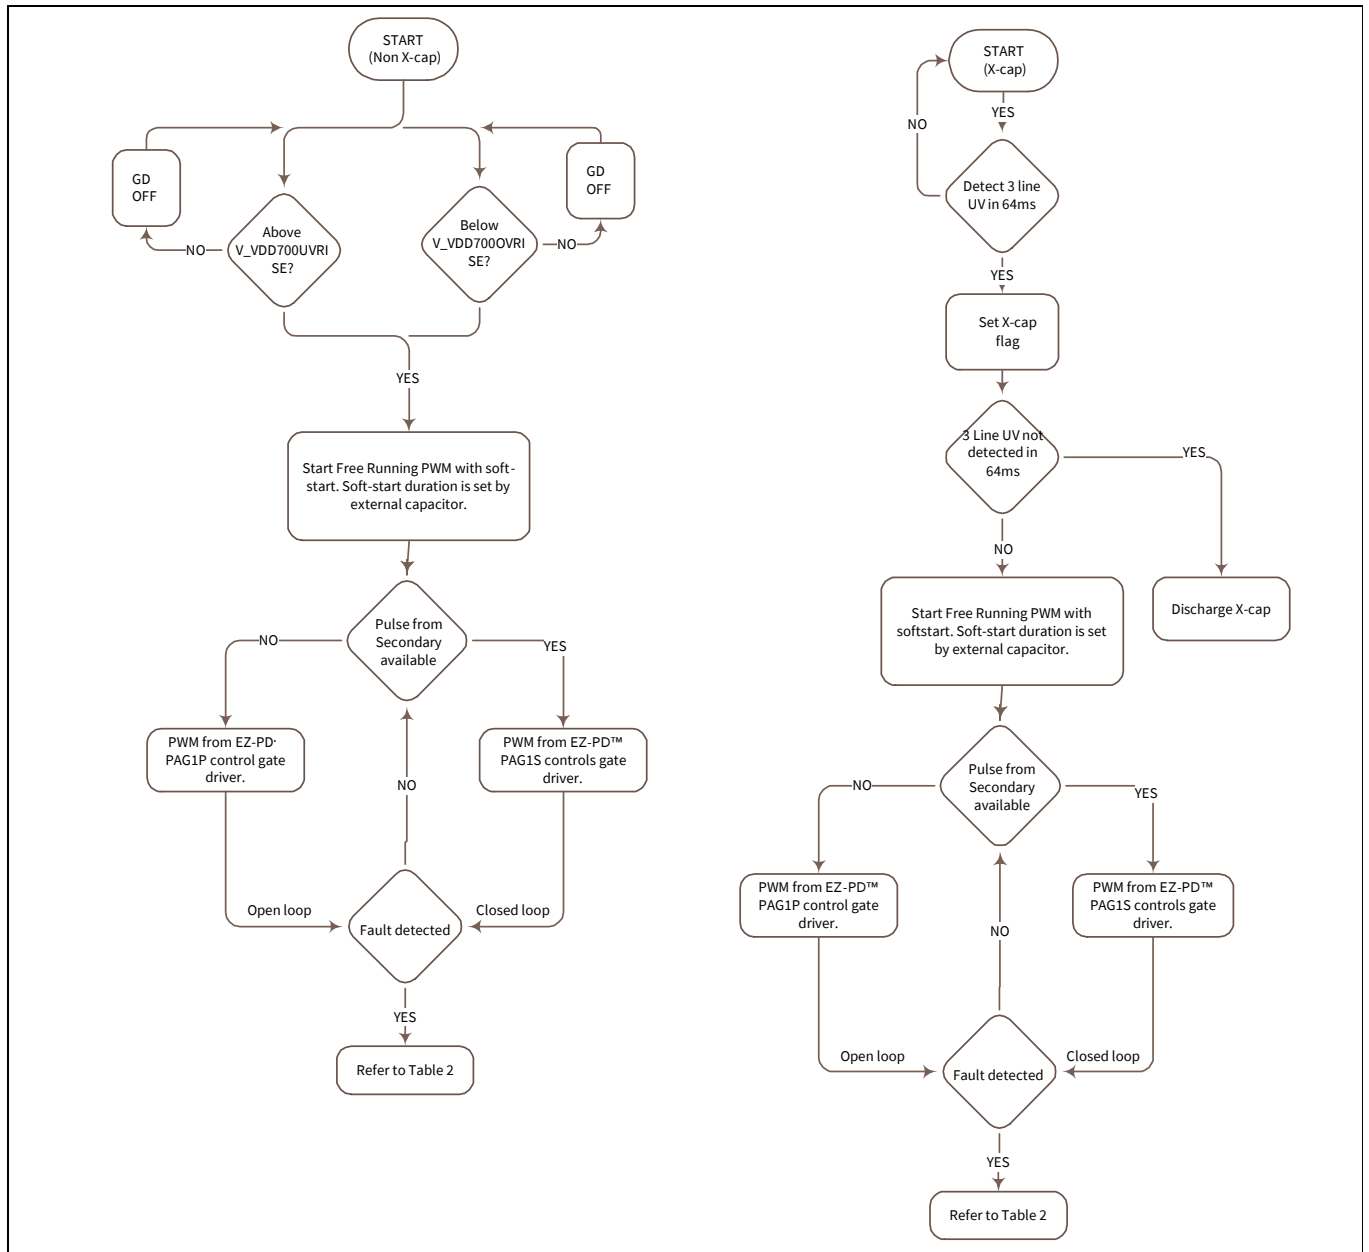 START
(Non X-cap)
GD
OFF
NO
Above
V_VDD700UVRI
SE?
Below
V_VDD700OVRI
SE?
NO
GD
OFF
YES
Start Free Running PWM with soft-
start. Soft-start duration is set by
external capacitor.
Pulse from
Secondary
available
NO
YES
PWM from EZ-PD
PAG1P control gate
driver.
PWM from EZ-PD™
PAG1S controls gate
driver.
NO
Open loop
Closed loop
Fault detected
YES
Refer to Table 2
START
(X-cap)
YES
NO
Detect 3 line
UV in 64ms
YES
Set X-cap
flag
3 Line UV not
detected in
64ms
YES
NO
Discharge X-cap
Start Free Running PWM with
softstart. Soft-start duration is set
by external capacitor.
Pulse from
Secondary
available
NO
YES
PWM from EZ-PD™
PAG1P control gate
driver.
PWM from EZ-PD™
PAG1S controls gate
driver.
NO
Open loop
Closed loop
Fault detected
YES
Refer to Table 2